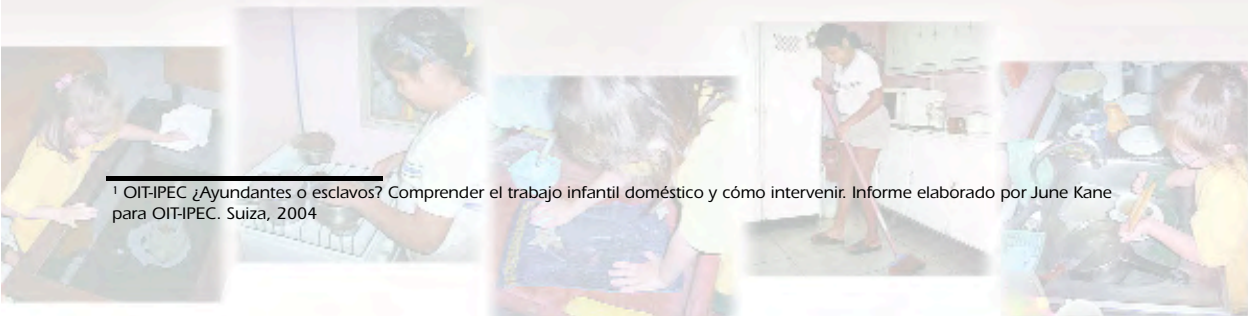 ¹ OIT-IPEC ¿Ayundantes o esclavos? Comprender el trabajo infantil doméstico y cómo intervenir. Informe elaborado por June Kane
para OIT-IPEC. Suiza, 2004